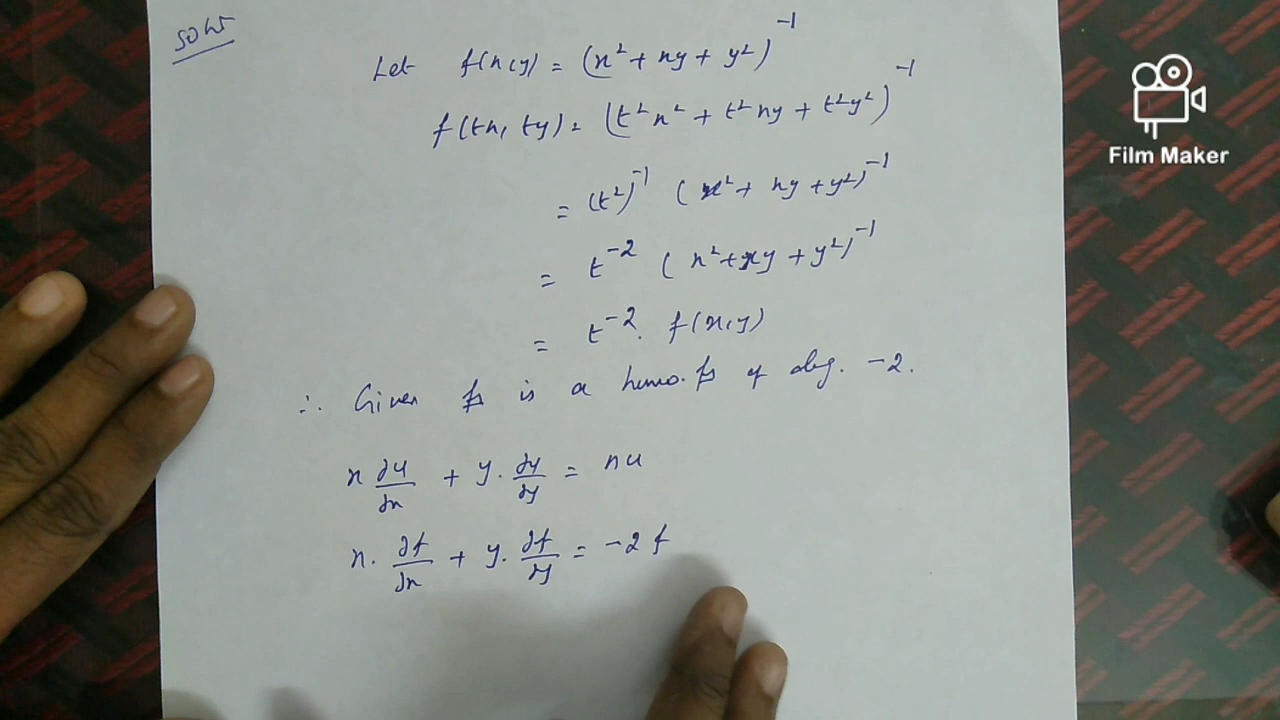 Soln
Let f(x,y) = (x² + xy + y²)⁻¹
f(tx, ty) = (t²x² + t²xy + t²y²)⁻¹
= (t²)⁻¹ (x² + xy + y²)⁻¹
= t⁻² (x² + xy + y²)⁻¹
= t⁻². f(x,y)
∴ Given fn is a homo. fn of deg. -2.
x ∂u/∂x + y. ∂u/∂y = nu
x. ∂f/∂x + y. ∂f/∂y = -2 f
Film Maker